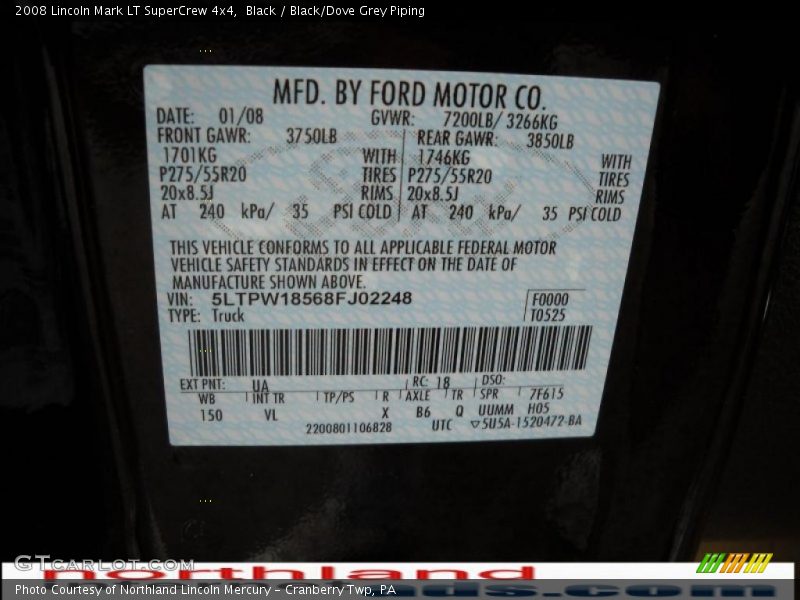 2008 Lincoln Mark LT SuperCrew 4x4,  Black / Black/Dove Grey Piping
MFD. BY FORD MOTOR CO.
DATE: 01/08 GVWR: 7200LB/ 3266KG
FRONT GAWR: 3750LB REAR GAWR: 3850LB
1701KG WITH 1746KG WITH
P275/55R20 TIRES P275/55R20 TIRES
20x8.5J RIMS 20x8.5J RIMS
AT 240 kPa/ 35 PSI COLD AT 240 kPa/ 35 PSI COLD
THIS VEHICLE CONFORMS TO ALL APPLICABLE FEDERAL MOTOR
VEHICLE SAFETY STANDARDS IN EFFECT ON THE DATE OF
MANUFACTURE SHOWN ABOVE.
VIN: 5LTPW18568FJ02248 F0000
TYPE: Truck T0525
EXT PNT: UA RC: 18 DSO:
WB INT TR TP/PS R AXLE TR SPR 7F615
150 VL X B6 Q UUMM H05
2200801106828 UTC ▽5U5A-1520472-BA
GTCarLot.com
Photo Courtesy of Northland Lincoln Mercury - Cranberry Twp, PA